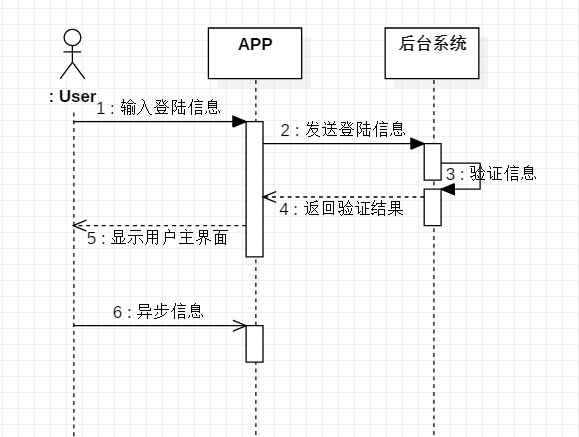 APP
后台系统
: User
1 : 输入登陆信息
2 : 发送登陆信息
3 : 验证信息
4 : 返回验证结果
5 : 显示用户主界面
6 : 异步信息